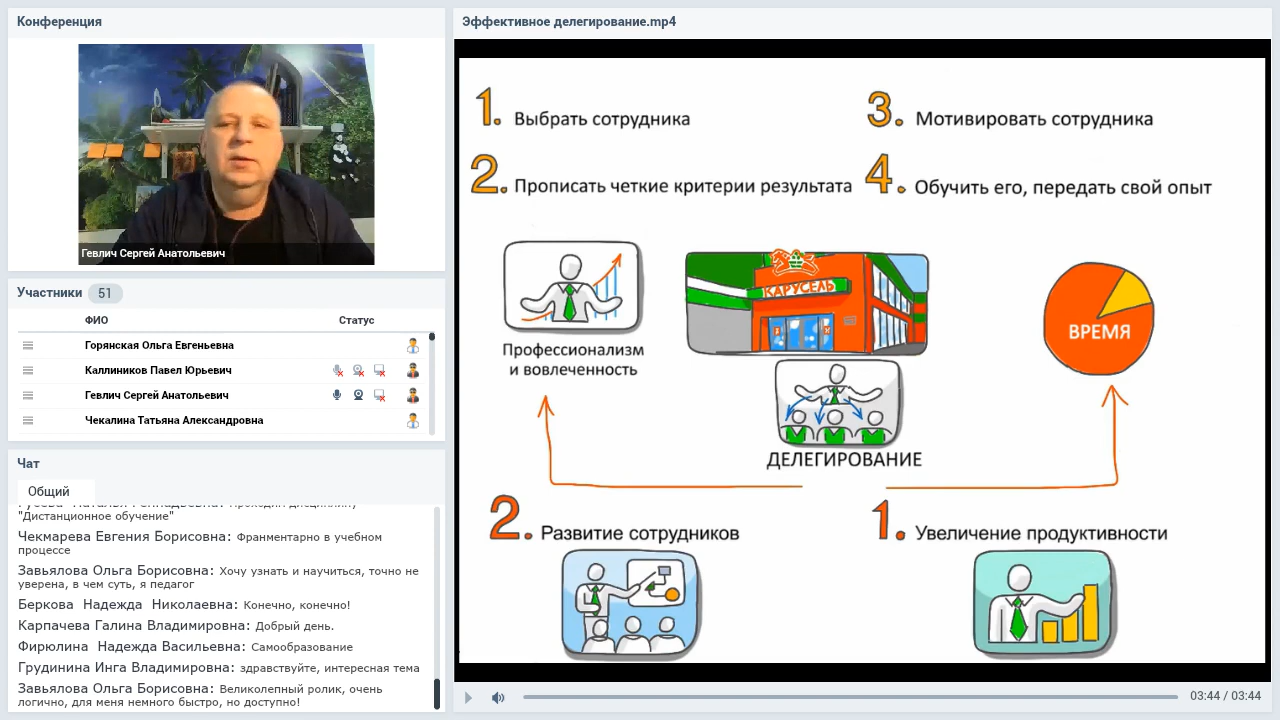 Конференция
Гевлич Сергей Анатольевич
Участники 51
ФИО Статус
Горянская Ольга Евгеньевна
Каллиников Павел Юрьевич
Гевлич Сергей Анатольевич
Чекалина Татьяна Александровна
Чат
Общий
"Дистанционное обучение"
Чекмарева Евгения Борисовна: Франментарно в учебном
процессе
Завьялова Ольга Борисовна: Хочу узнать и научиться, точно не
уверена, в чем суть, я педагог
Беркова Надежда Николаевна: Конечно, конечно!
Карпачева Галина Владимировна: Добрый день.
Фирюлина Надежда Васильевна: Самообразование
Грудинина Инга Владимировна: здравствуйте, интересная тема
Завьялова Ольга Борисовна: Великолепный ролик, очень
логично, для меня немного быстро, но доступно!
Эффективное делегирование.mp4
1. Выбрать сотрудника
3. Мотивировать сотрудника
2. Прописать четкие критерии результата
4. Обучить его, передать свой опыт
КАРУСЕЛЬ
ВРЕМЯ
Профессионализм
и вовлеченность
ДЕЛЕГИРОВАНИЕ
2. Развитие сотрудников
1. Увеличение продуктивности
03:44 / 03:44